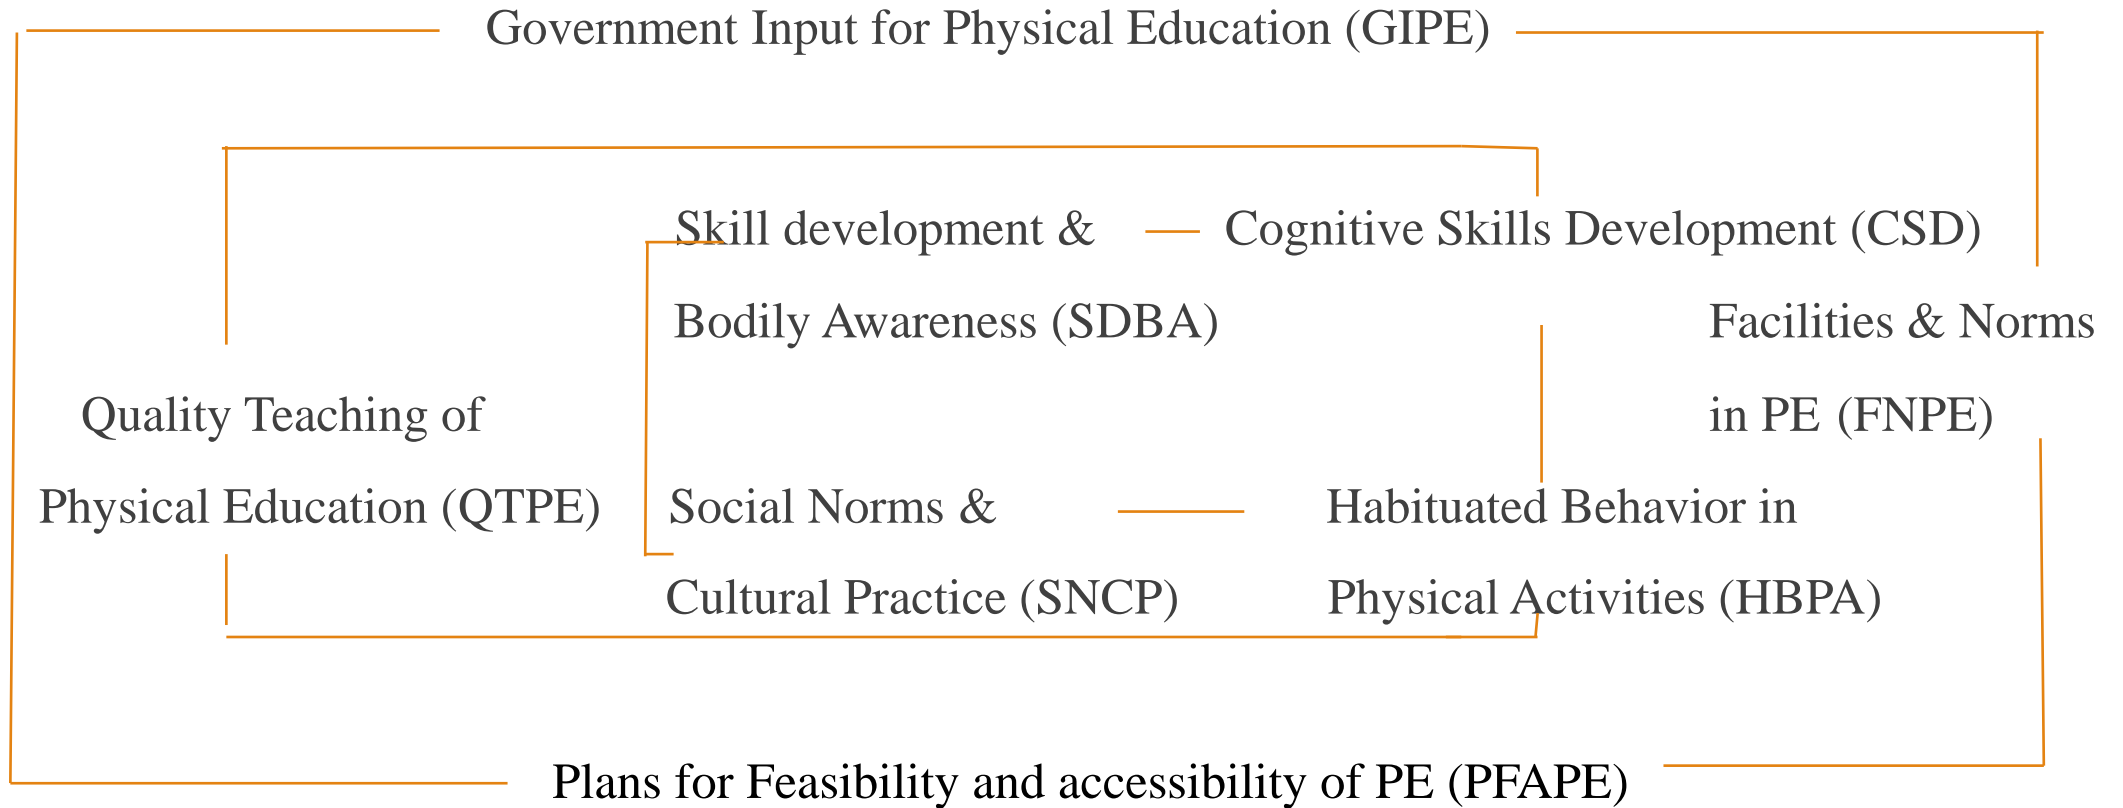 Government Input for Physical Education (GIPE)
Skill development &
Bodily Awareness (SDBA)
Cognitive Skills Development (CSD)
Facilities & Norms
in PE (FNPE)
Quality Teaching of
Physical Education (QTPE)
Social Norms &
Cultural Practice (SNCP)
Habituated Behavior in
Physical Activities (HBPA)
Plans for Feasibility and accessibility of PE (PFAPE)